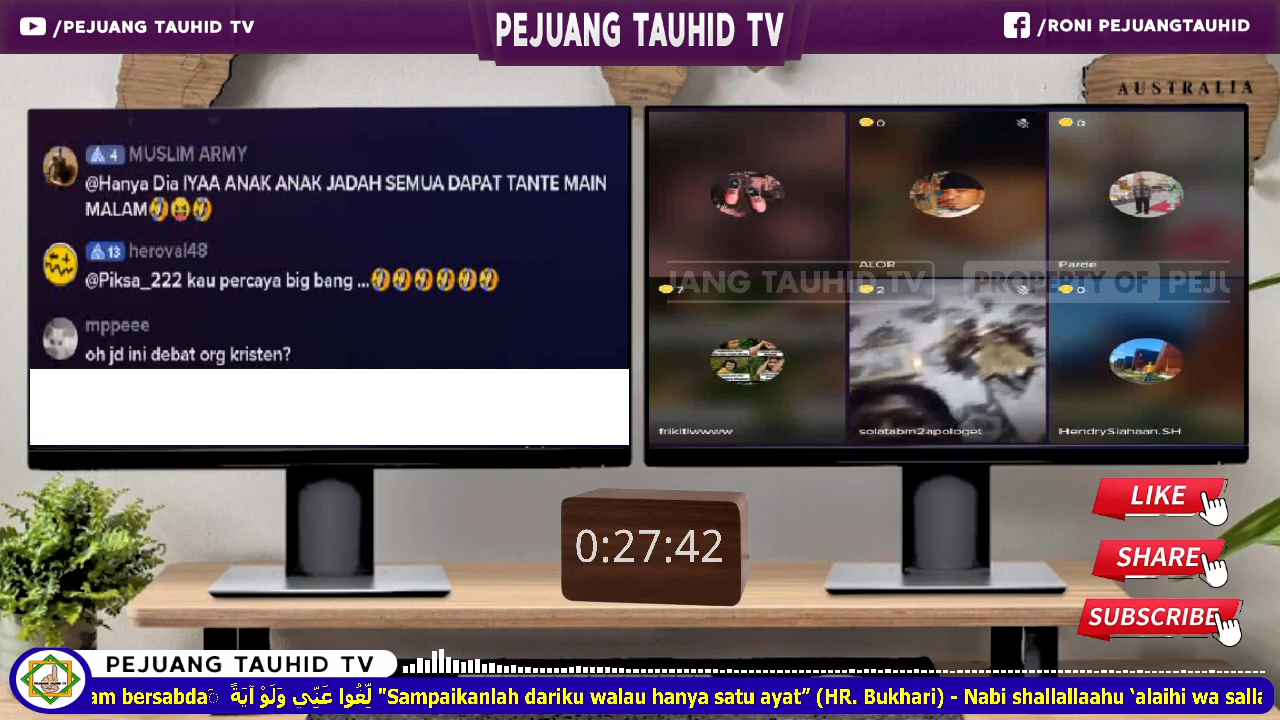 /PEJUANG TAUHID TV
PEJUANG TAUHID TV
/RONI PEJUANGTAUHID
AUSTRALIA
4 MUSLIM ARMY
@Hanya Dia IYAA ANAK ANAK JADAH SEMUA DAPAT TANTE MAIN
MALAM🤣😝🤣
13 heroval48
@Piksa_222 kau percaya big bang ...🤣🤣🤣🤣🤣🤣
mppeee
oh jd ini debat org kristen?
0
0
ALOR
Parde
JANG TAUHID TV
PROPERTY OF PEJU
7
2
0
frikitiwwww
solatabm2apologet
HendrySiahaan.SH
0:27:42
LIKE
SHARE
SUBSCRIBE
PEJUANG TAUHID TV
am bersabda بَلِّغُوا عَنِّي وَلَوْ آيَةً "Sampaikanlah dariku walau hanya satu ayat” (HR. Bukhari) - Nabi shallallaahu ‘alaihi wa salla